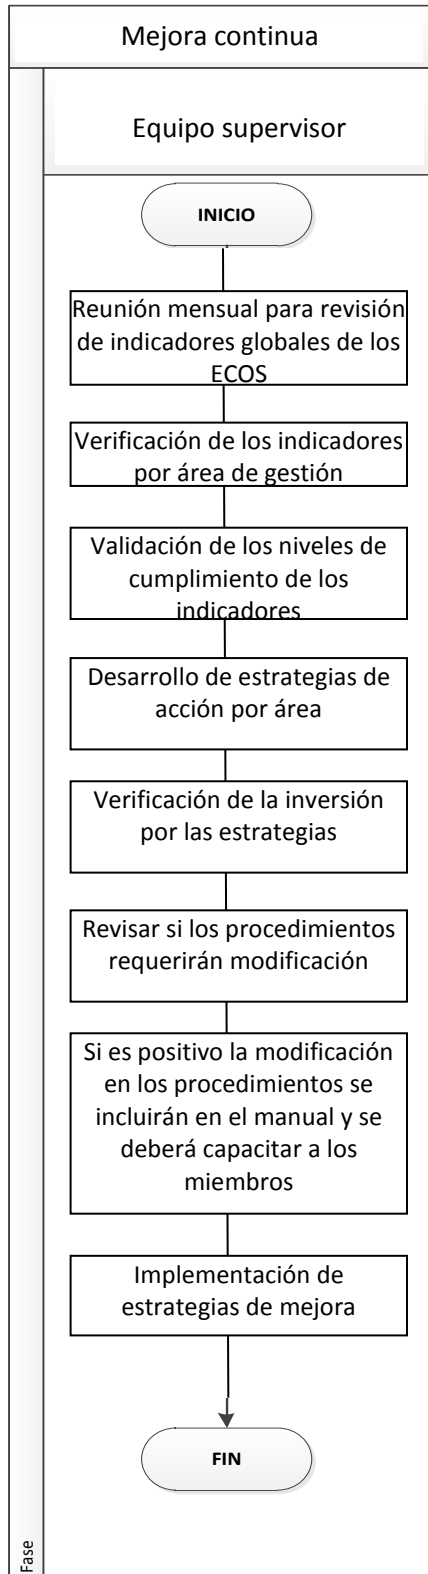 Mejora continua
Equipo supervisor
INICIO
Reunión mensual para revisión
de indicadores globales de los
ECOS
Verificación de los indicadores
por área de gestión
Validación de los niveles de
cumplimiento de los
indicadores
Desarrollo de estrategias de
acción por área
Verificación de la inversión
por las estrategias
Revisar si los procedimientos
requerirán modificación
Si es positivo la modificación
en los procedimientos se
incluirán en el manual y se
deberá capacitar a los
miembros
Implementación de
estrategias de mejora
FIN
Fase